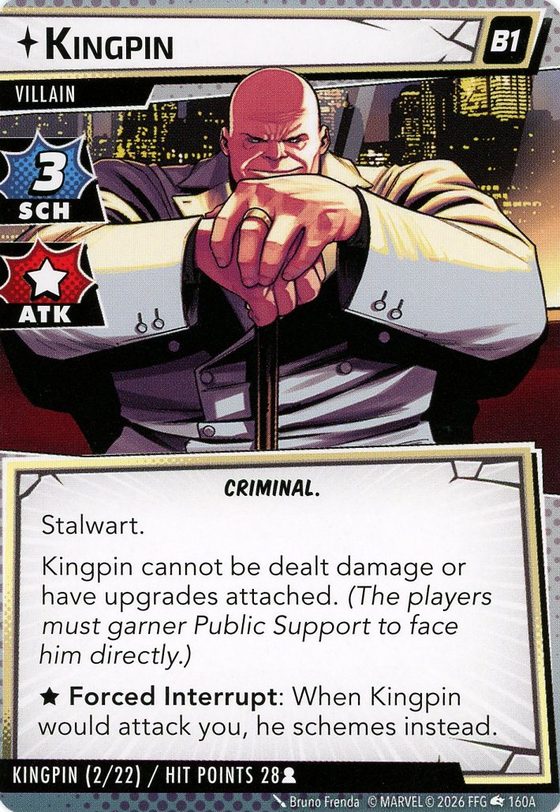 KINGPIN
B1
VILLAIN
3
SCH
ATK
CRIMINAL.
Stalwart.
Kingpin cannot be dealt damage or
have upgrades attached. (The players
must garner Public Support to face
him directly.)
★ Forced Interrupt: When Kingpin
would attack you, he schemes instead.
KINGPIN (2/22) / HIT POINTS 28
Bruno Frenda © MARVEL © 2026 FFG 160A